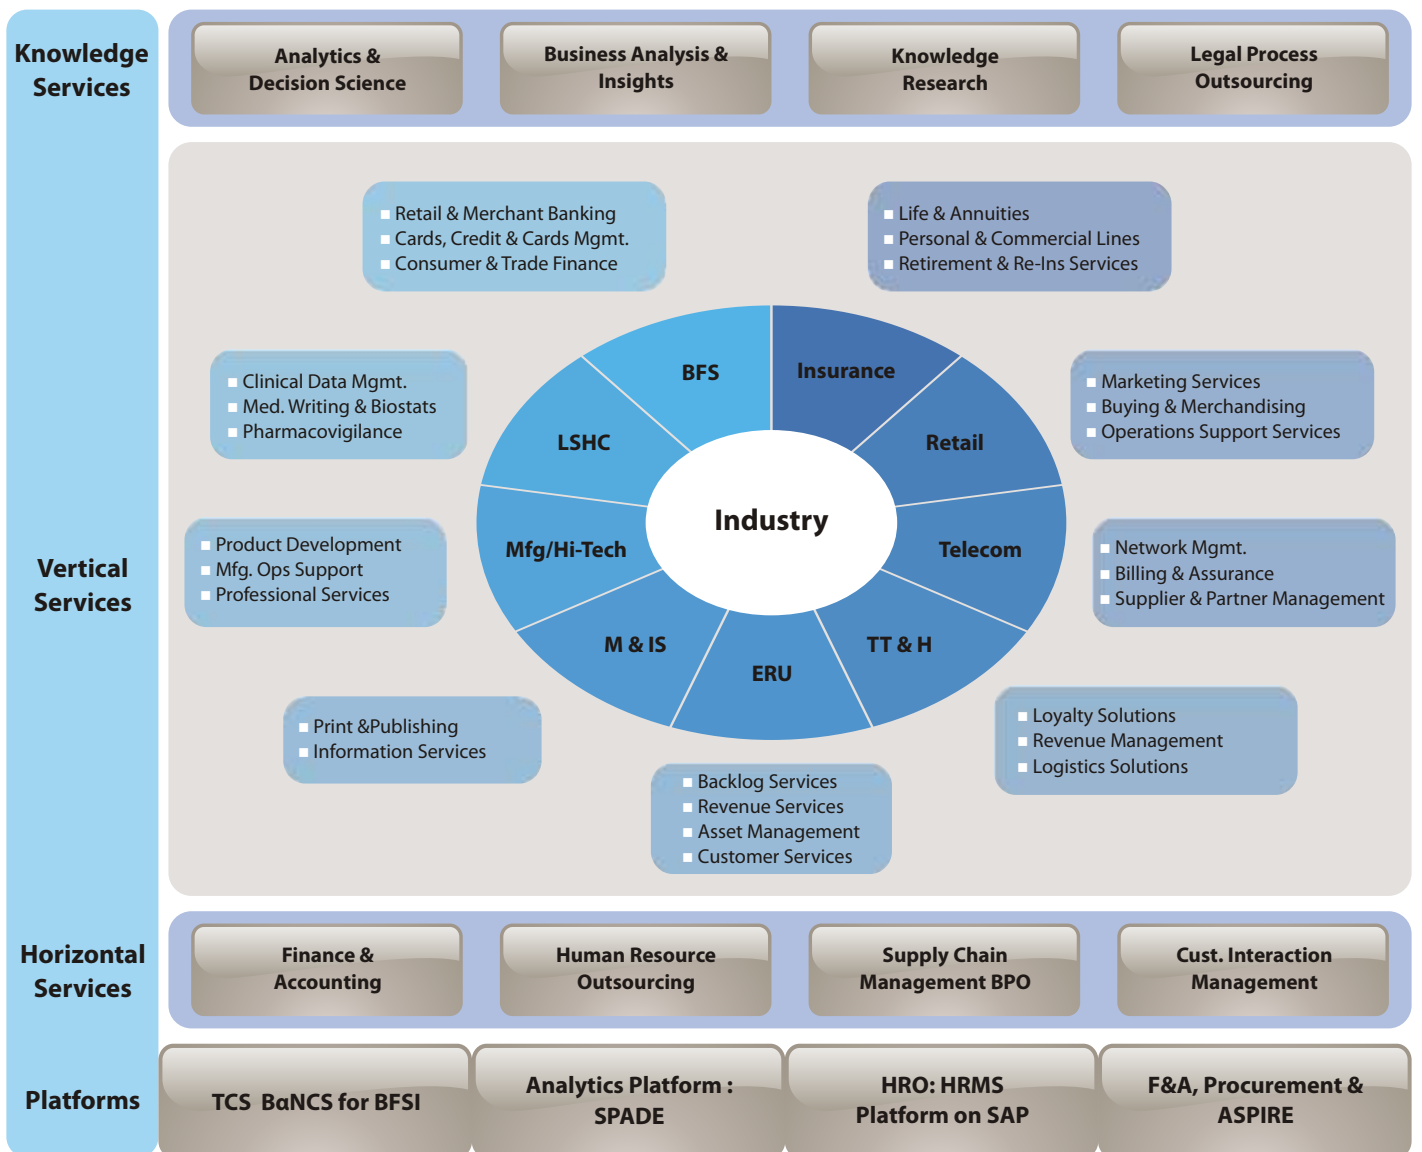 Knowledge
Services
Analytics &
Decision Science
Business Analysis &
Insights
Knowledge
Research
Legal Process
Outsourcing
Vertical
Services
Retail & Merchant Banking
Cards, Credit & Cards Mgmt.
Consumer & Trade Finance
Life & Annuities
Personal & Commercial Lines
Retirement & Re-Ins Services
Clinical Data Mgmt.
Med. Writing & Biostats
Pharmacovigilance
Marketing Services
Buying & Merchandising
Operations Support Services
Product Development
Mfg. Ops Support
Professional Services
Network Mgmt.
Billing & Assurance
Supplier & Partner Management
Print &Publishing
Information Services
Loyalty Solutions
Revenue Management
Logistics Solutions
Backlog Services
Revenue Services
Asset Management
Customer Services
Industry
BFS
Insurance
LSHC
Retail
Mfg/Hi-Tech
Telecom
M & IS
ERU
TT & H
Horizontal
Services
Finance &
Accounting
Human Resource
Outsourcing
Supply Chain
Management BPO
Cust. Interaction
Management
Platforms
TCS BαNCS for BFSI
Analytics Platform :
SPADE
HRO: HRMS
Platform on SAP
F&A, Procurement &
ASPIRE